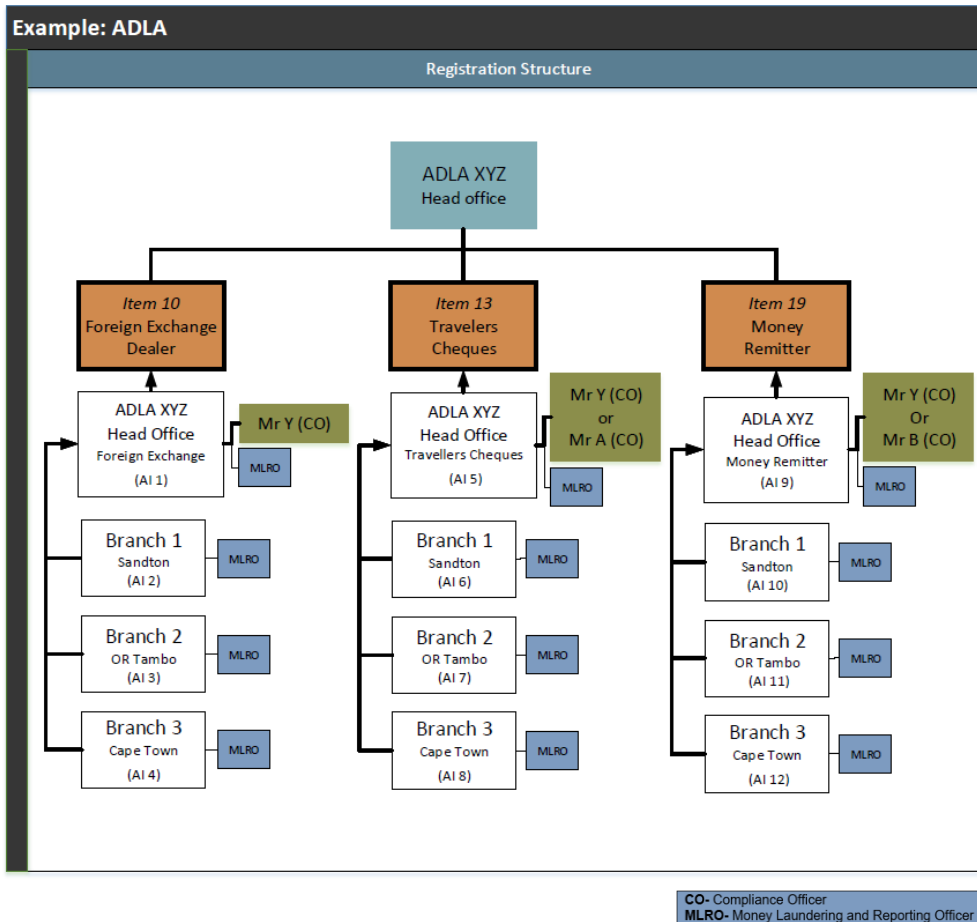 Example: ADLA
Registration Structure
ADLA XYZ
Head office
Item 10
Foreign Exchange
Dealer
Item 13
Travelers
Cheques
Item 19
Money
Remitter
ADLA XYZ
Head Office
Foreign Exchange
(AI 1)
Mr Y (CO)
MLRO
ADLA XYZ
Head Office
Travellers Cheques
(AI 5)
Mr Y (CO)
or
Mr A (CO)
MLRO
ADLA XYZ
Head Office
Money Remitter
(AI 9)
Mr Y (CO)
Or
Mr B (CO)
MLRO
Branch 1
Sandton
(AI 2)
MLRO
Branch 1
Sandton
(AI 6)
MLRO
Branch 1
Sandton
(AI 10)
MLRO
Branch 2
OR Tambo
(AI 3)
MLRO
Branch 2
OR Tambo
(AI 7)
MLRO
Branch 2
OR Tambo
(AI 11)
MLRO
Branch 3
Cape Town
(AI 4)
MLRO
Branch 3
Cape Town
(AI 8)
MLRO
Branch 3
Cape Town
(AI 12)
MLRO
CO- Compliance Officer
MLRO- Money Laundering and Reporting Officer